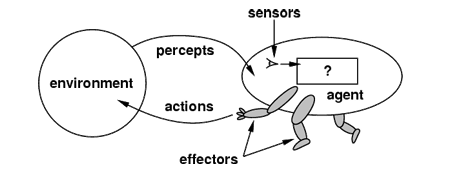 sensors
percepts
environment
?
agent
actions
effectors